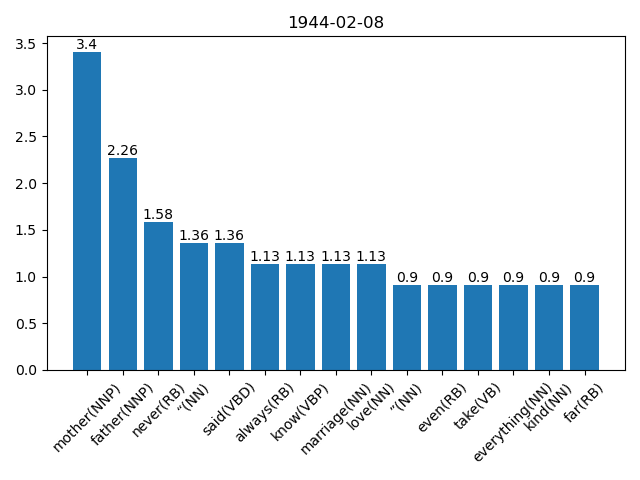 1944-02-08
3.5
3.0
2.5
2.0
1.5
1.0
0.5
0.0
3.4
2.26
1.58
1.36
1.36
1.13
1.13
1.13
1.13
0.9
0.9
0.9
0.9
0.9
0.9
mother(NNP)
father(NNP)
never(RB)
“(NN)
said(VBD)
always(RB)
know(VBP)
marriage(NN)
love(NN)
”(NN)
even(RB)
take(VB)
everything(NN)
kind(NN)
far(RB)